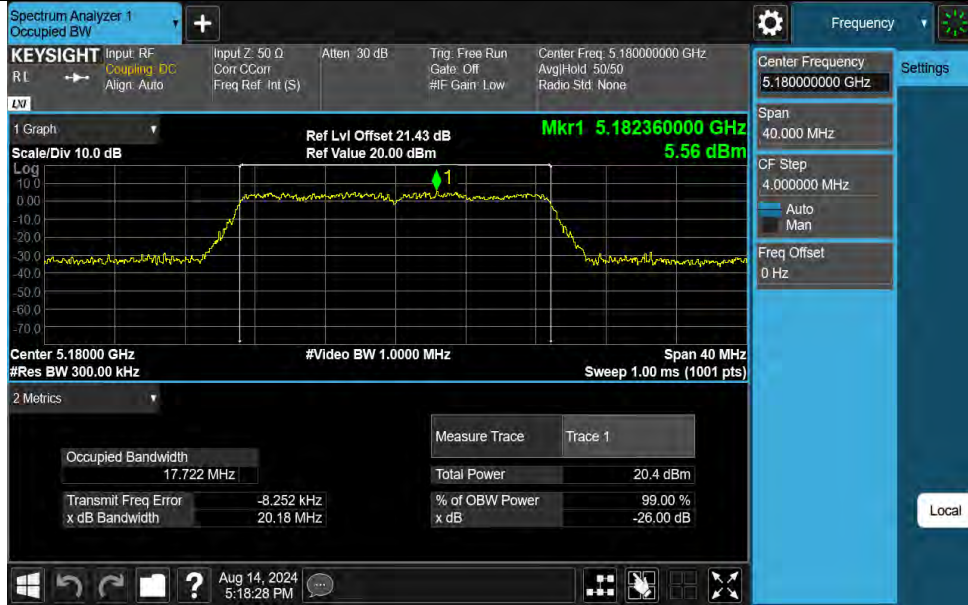 Spectrum Analyzer 1
Occupied BW
Frequency
KEYSIGHT Input: RF Input Z: 50 Ω Atten: 30 dB Trig: Free Run Center Freq: 5.180000000 GHz
RL Coupling: DC Corr CCorr Gate: Off Avg|Hold: 50/50
Align: Auto Freq Ref: Int (S) #IF Gain: Low Radio Std: None
LXI
Center Frequency
5.180000000 GHz
Settings
Span
40.000 MHz
CF Step
4.000000 MHz
Auto
Man
Freq Offset
0 Hz
1 Graph Ref Lvl Offset 21.43 dB Mkr1 5.182360000 GHz
Scale/Div 10.0 dB Ref Value 20.00 dBm 5.56 dBm
Log
1
10.0
0.00
-10.0
-20.0
-30.0
-40.0
-50.0
-60.0
-70.0
Center 5.18000 GHz #Video BW 1.0000 MHz Span 40 MHz
#Res BW 300.00 kHz Sweep 1.00 ms (1001 pts)
2 Metrics
Measure Trace Trace 1
Occupied Bandwidth
17.722 MHz
Total Power 20.4 dBm
Transmit Freq Error -8.252 kHz % of OBW Power 99.00 %
x dB Bandwidth 20.18 MHz x dB -26.00 dB
Local
? Aug 14, 2024
5:18:28 PM